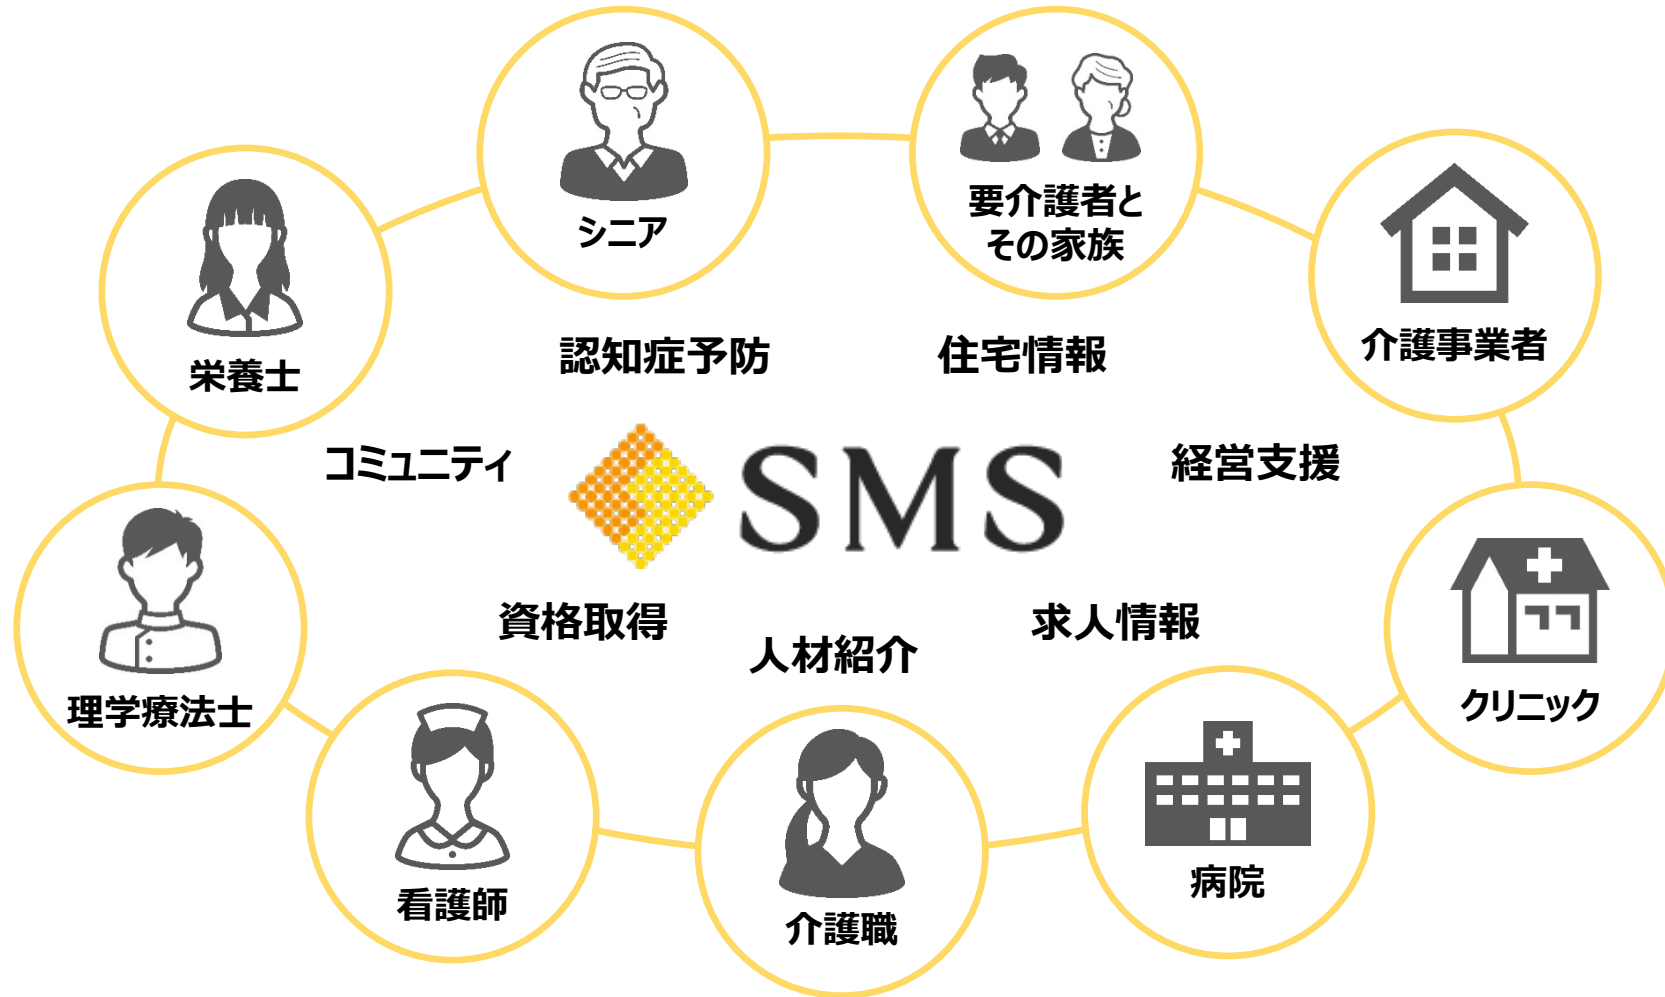 シニア
要介護者と
その家族
栄養士
介護事業者
認知症予防
住宅情報
コミュニティ
SMS
経営支援
資格取得
人材紹介
求人情報
理学療法士
クリニック
看護師
介護職
病院